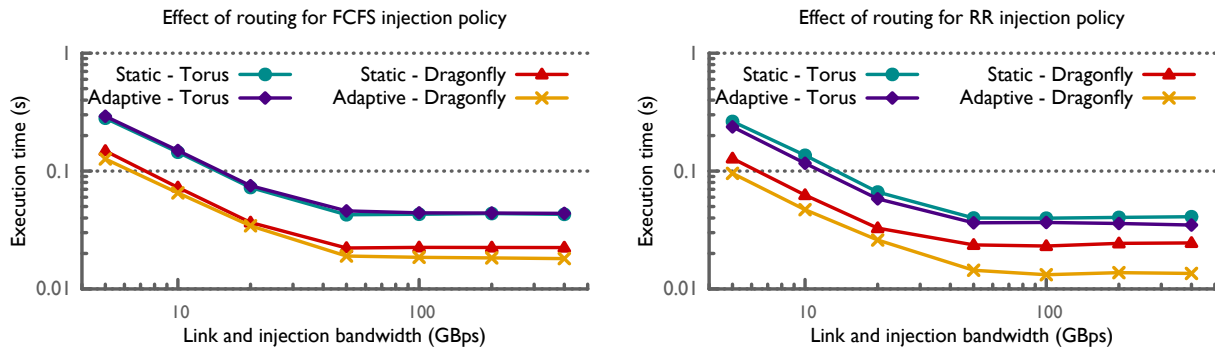 Effect of routing for FCFS injection policy
1
Static - Torus
Static - Dragonfly
Adaptive - Torus
Adaptive - Dragonfly
0.1
0.01
Execution time (s)
10
100
Link and injection bandwidth (GBps)
Effect of routing for RR injection policy
1
Static - Torus
Static - Dragonfly
Adaptive - Torus
Adaptive - Dragonfly
0.1
0.01
Execution time (s)
10
100
Link and injection bandwidth (GBps)